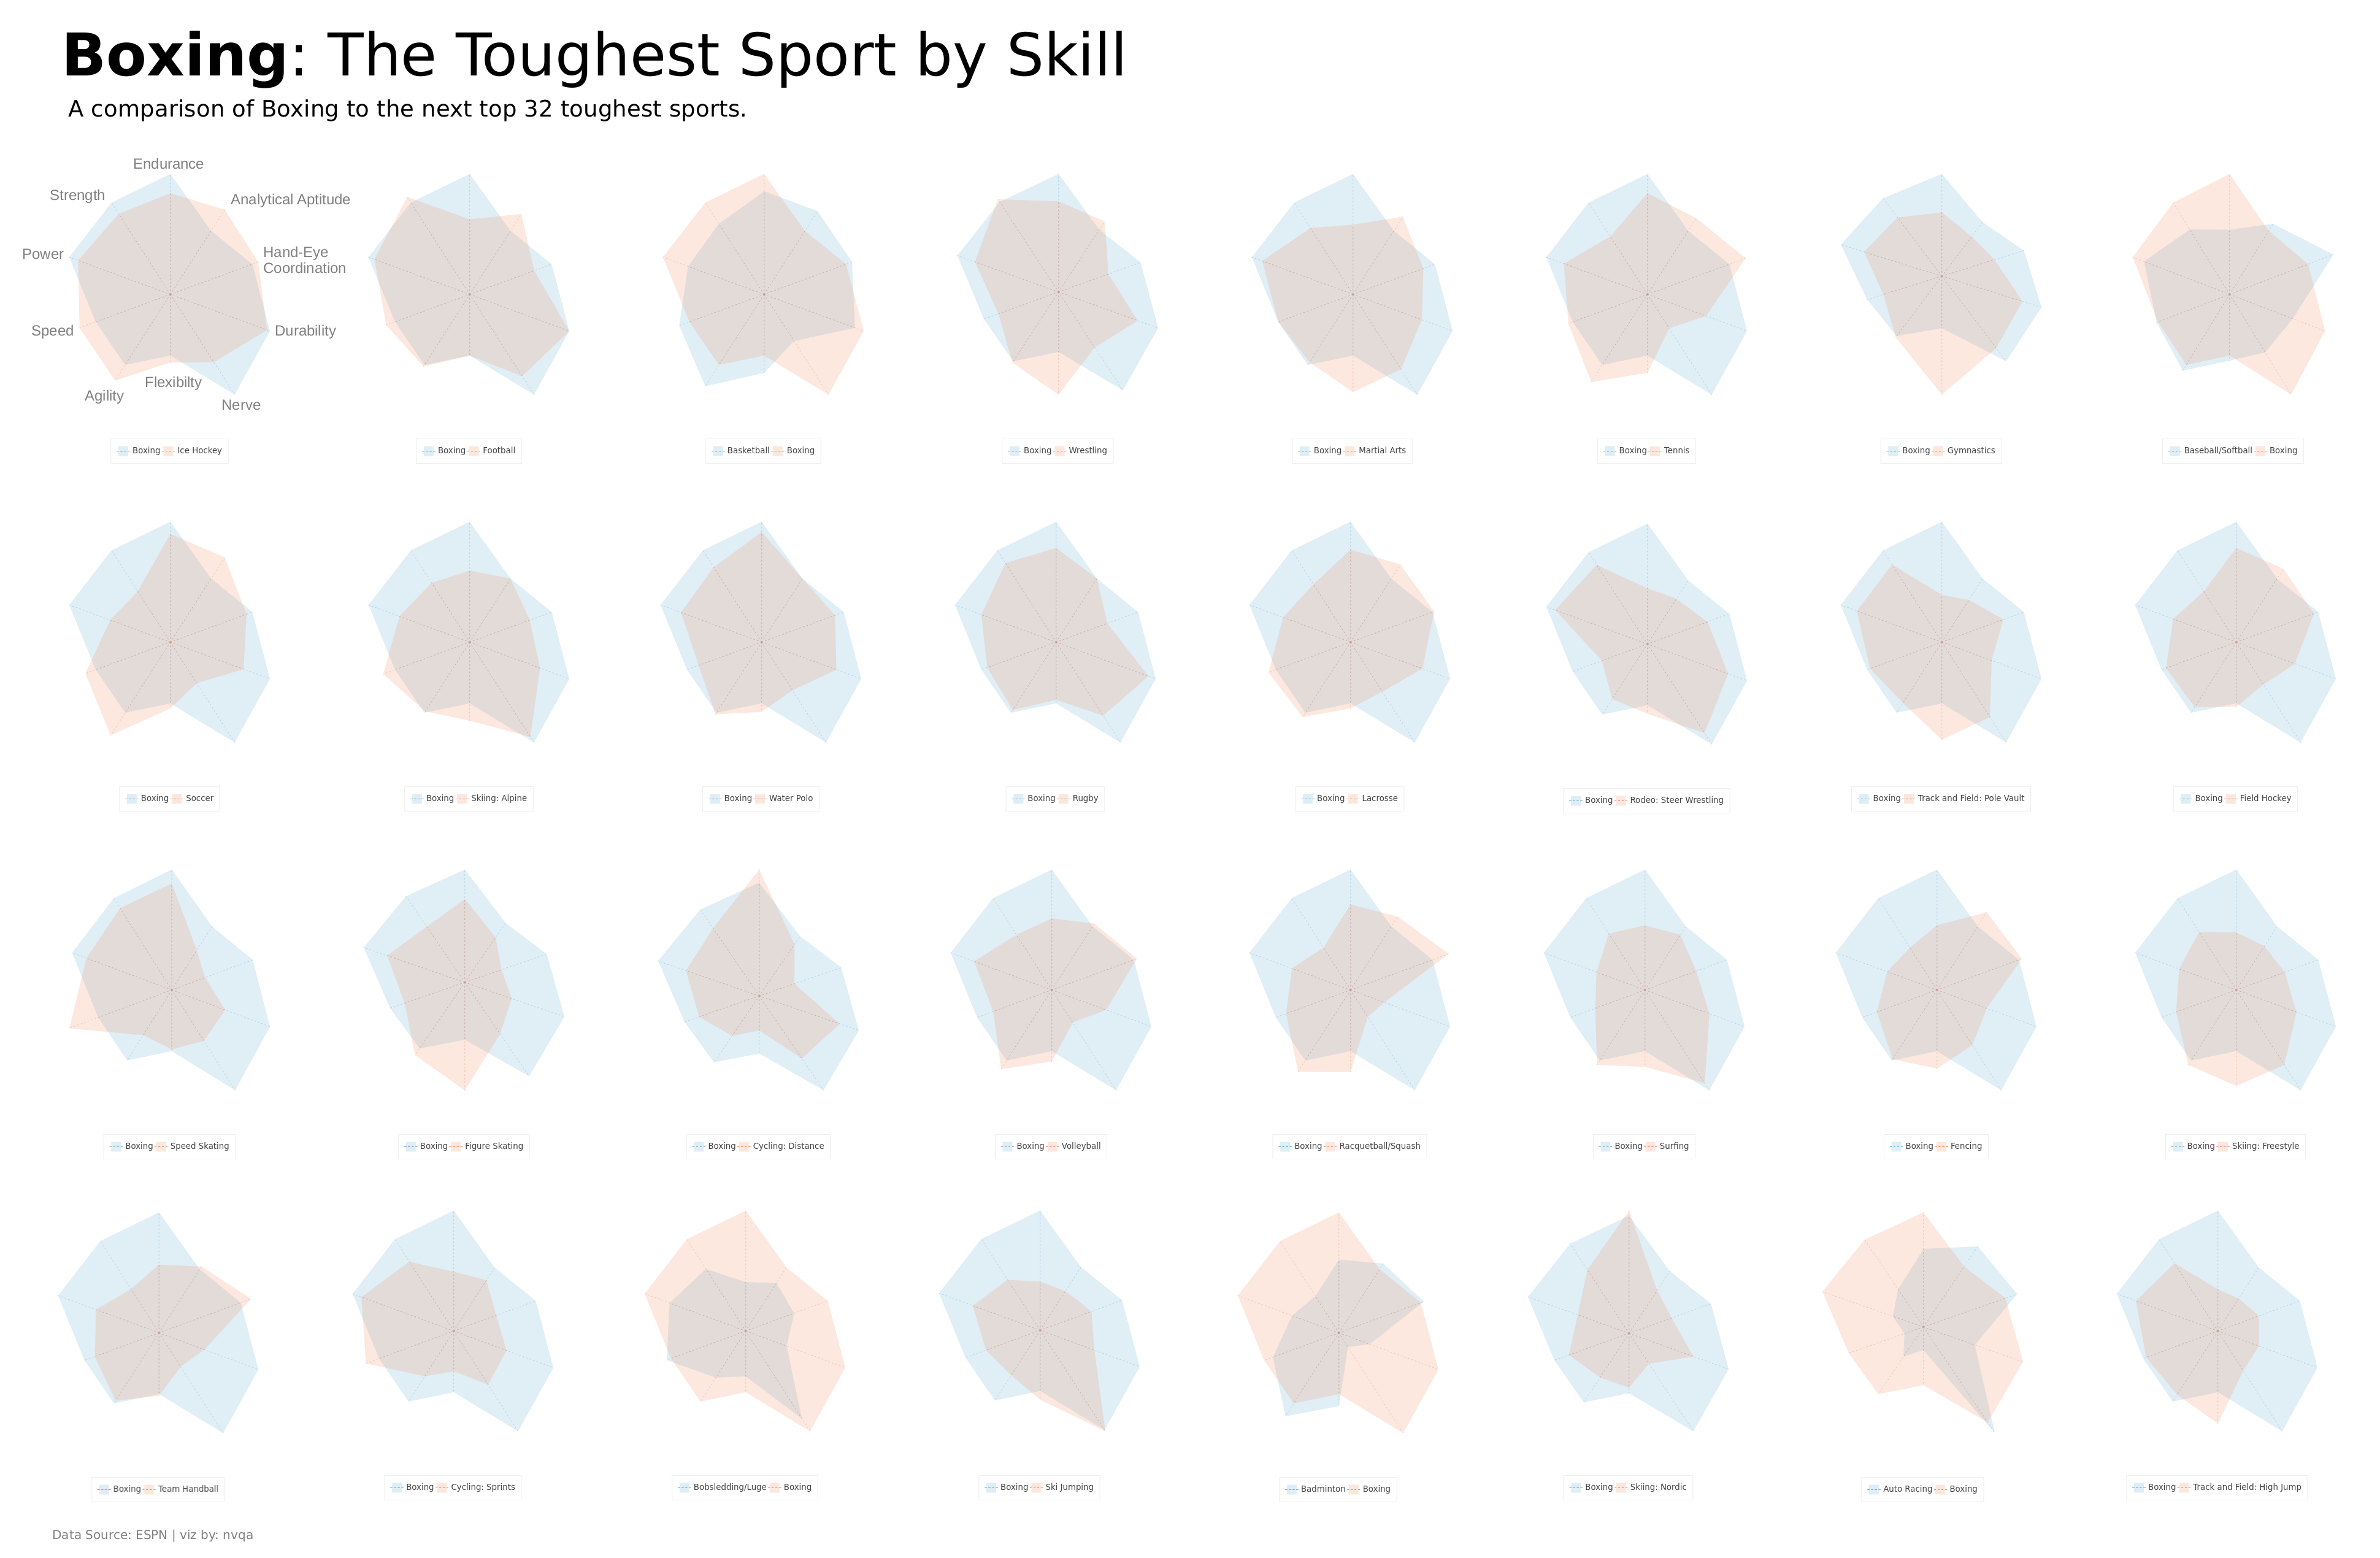 Boxing: The Toughest Sport by Skill
A comparison of Boxing to the next top 32 toughest sports.
Endurance
Strength
Analytical Aptitude
Power
Hand-Eye
Coordination
Speed
Durability
Flexibilty
Agility
Nerve
Boxing Ice Hockey
Boxing Football
Basketball Boxing
Boxing Wrestling
Boxing Martial Arts
Boxing Tennis
Boxing Gymnastics
Baseball/Softball Boxing
Boxing Soccer
Boxing Skiing: Alpine
Boxing Water Polo
Boxing Rugby
Boxing Lacrosse
Boxing Rodeo: Steer Wrestling
Boxing Track and Field: Pole Vault
Boxing Field Hockey
Boxing Speed Skating
Boxing Figure Skating
Boxing Cycling: Distance
Boxing Volleyball
Boxing Racquetball/Squash
Boxing Surfing
Boxing Fencing
Boxing Skiing: Freestyle
Boxing Team Handball
Boxing Cycling: Sprints
Bobsledding/Luge Boxing
Boxing Ski Jumping
Badminton Boxing
Boxing Skiing: Nordic
Auto Racing Boxing
Boxing Track and Field: High Jump
Data Source: ESPN | viz by: nvqa